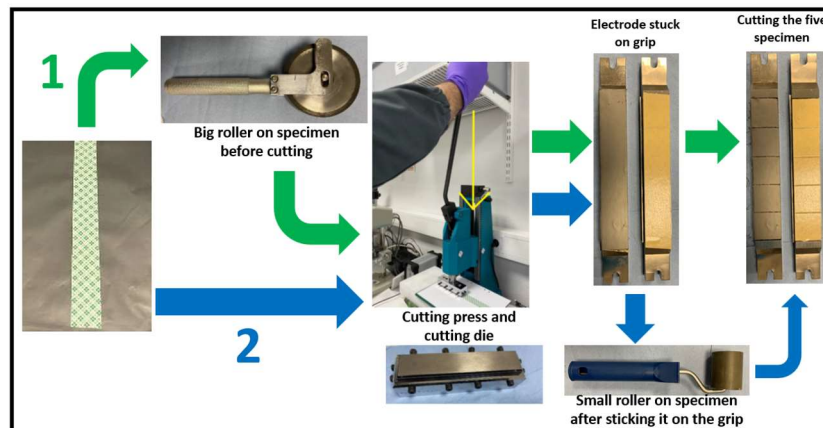 1
Big roller on specimen
before cutting
2
Cutting press and
cutting die
Electrode stuck
on grip
Small roller on specimen
after sticking it on the grip
Cutting the five
specimen